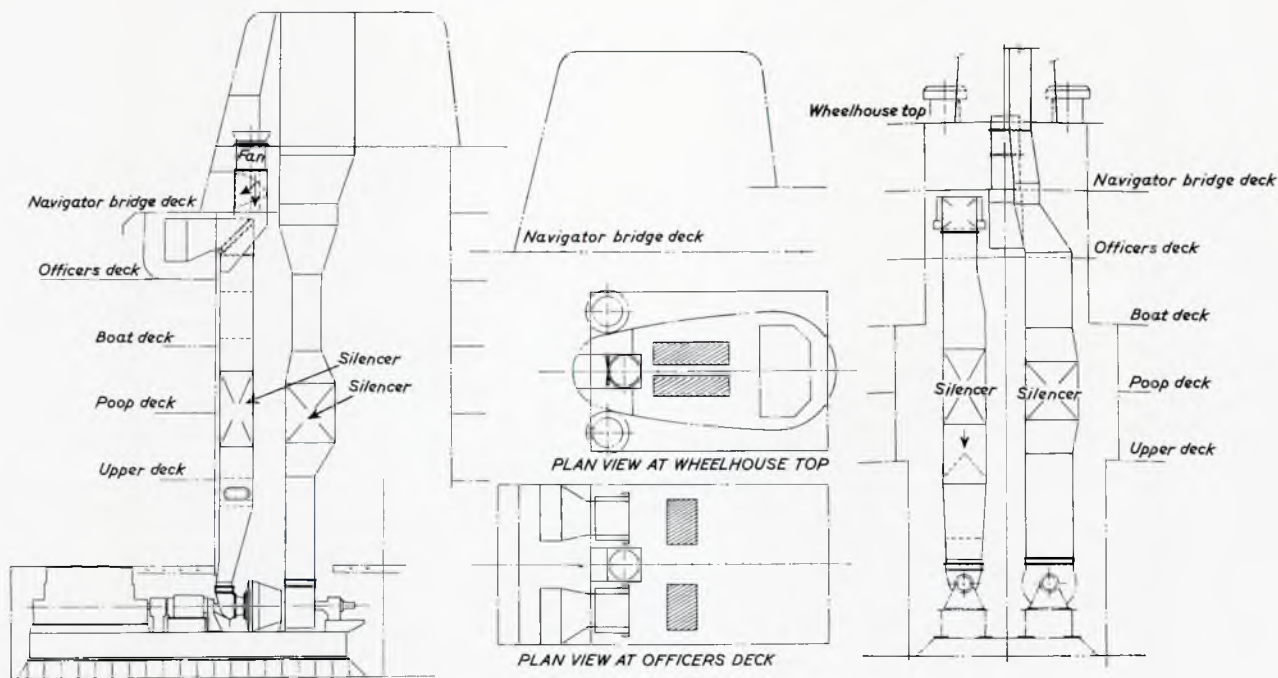 Fan
Navigator bridge deck
Officers deck
Boat deck
Silencer
Silencer
Poop deck
Upper deck
Navigator bridge deck
PLAN VIEW AT WHEELHOUSE TOP
PLAN VIEW AT OFFICERS DECK
Wheelhouse top
Navigator bridge deck
Officers deck
Boat deck
Silencer
Silencer
Poop deck
Upper deck